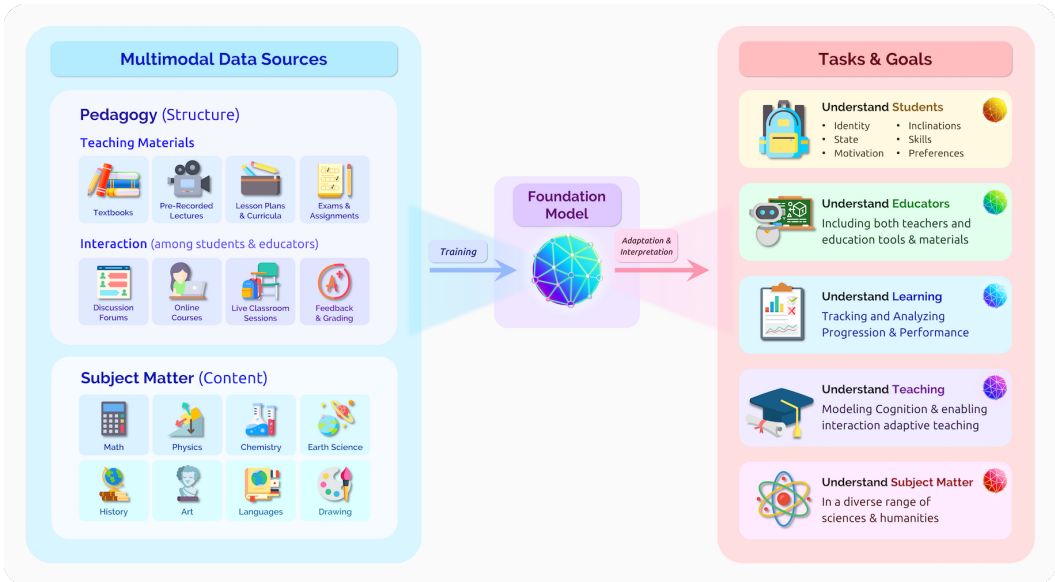 Multimodal Data Sources
Pedagogy (Structure)
Teaching Materials
Textbooks
Pre-Recorded
Lectures
Lesson Plans
& Curricula
Exams &
Assignments
Interaction (among students & educators)
Discussion
Forums
Online
Courses
Live Classroom
Sessions
A+
Feedback
& Grading
Subject Matter (Content)
Math
Physics
Chemistry
Earth Science
History
Art
Languages
Drawing
Training
Foundation
Model
Adaptation &
Interpretation
Tasks & Goals
Understand Students
• Identity
• State
• Motivation
• Inclinations
• Skills
• Preferences
Understand Educators
Including both teachers and
education tools & materials
Understand Learning
Tracking and Analyzing
Progression & Performance
Understand Teaching
Modeling Cognition & enabling
interaction adaptive teaching
Understand Subject Matter
In a diverse range of
sciences & humanities